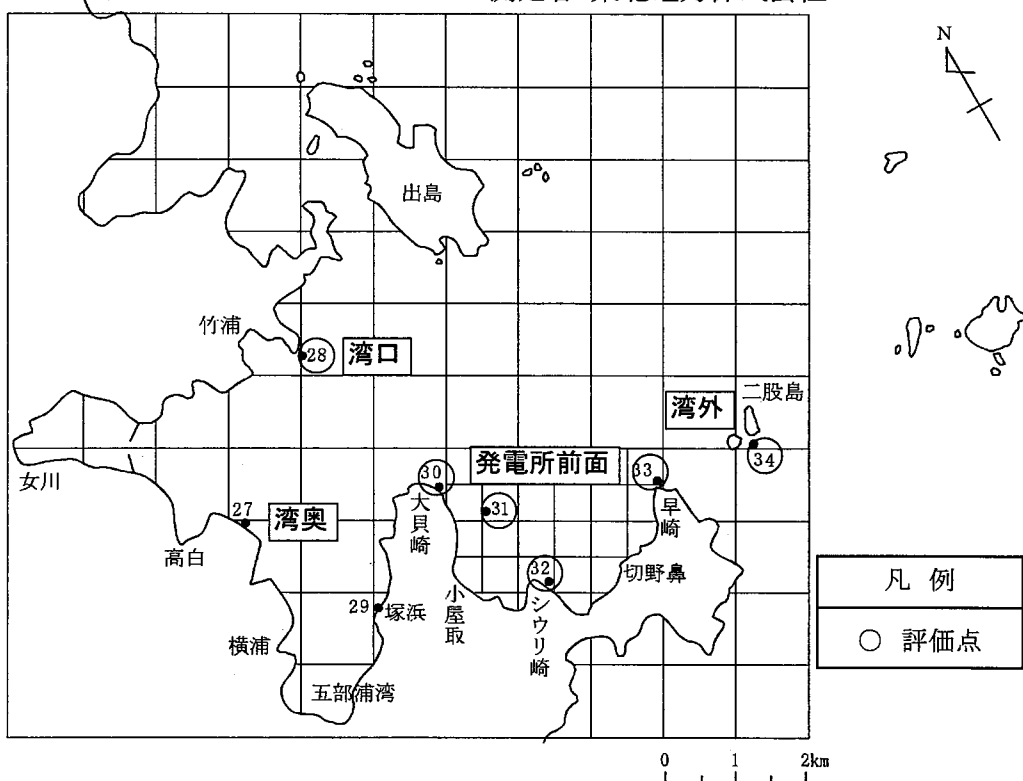 N
出島
竹浦
28
湾口
湾外
二股島
34
女川
発電所前面
30
33
31
大貝崎
早崎
27
湾奥
高白
32
切野鼻
凡例
○ 評価点
29
塚浜
小屋取
シウリ崎
横浦
五部浦湾
0 1 2km